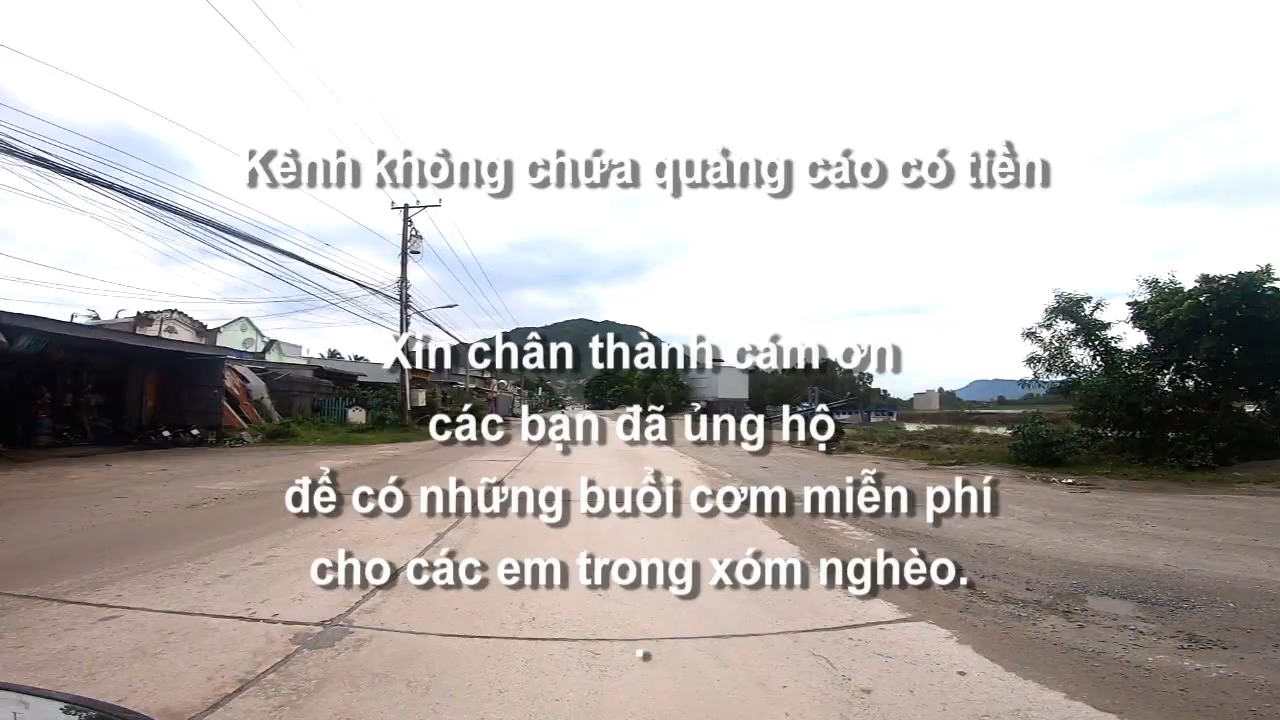 Kênh không chứa quảng cáo có tiền
Xin chân thành cám ơn
các bạn đã ủng hộ
để có những buổi cơm miễn phí
cho các em trong xóm nghèo.
.